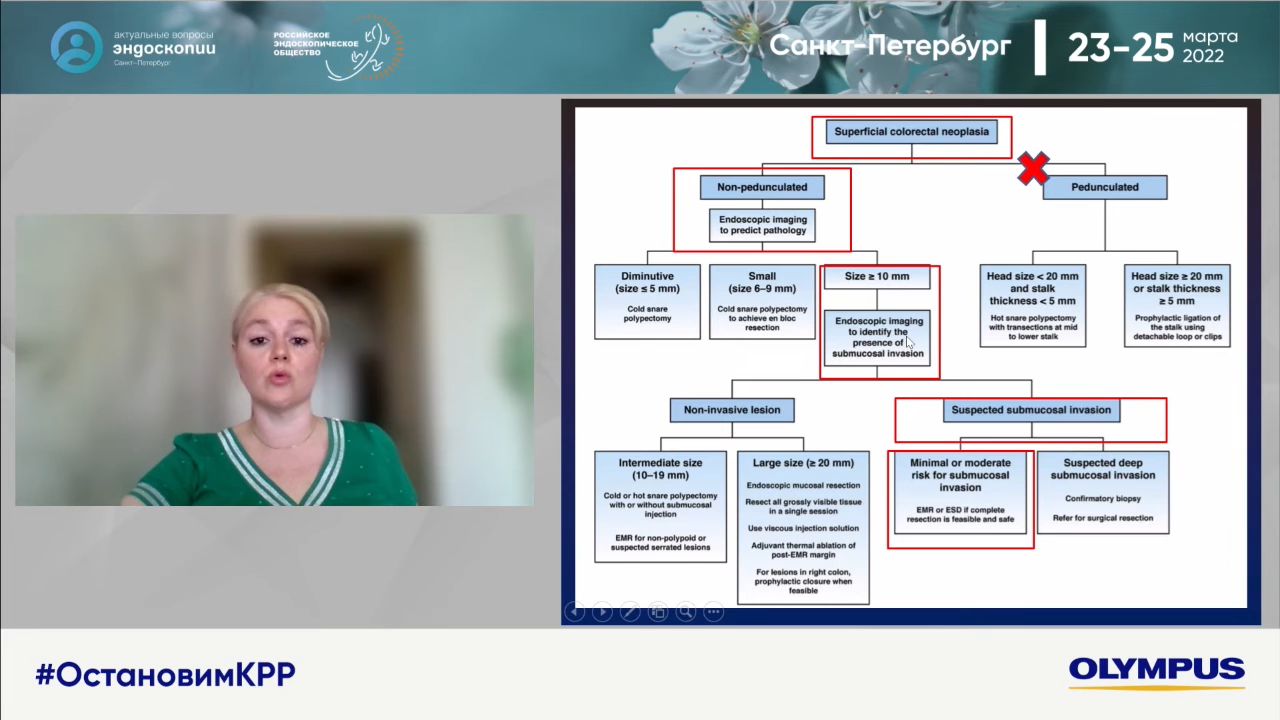 актуальные вопросы
эндоскопии
Санкт-Петербург
РОССИЙСКОЕ
ЭНДОСКОПИЧЕСКОЕ
ОБЩЕСТВО
Санкт-Петербург
23-25
марта
2022
Superficial colorectal neoplasia
Non-pedunculated
Pedunculated
Endoscopic imaging
to predict pathology
Diminutive
(size ≤ 5 mm)
Cold snare
polypectomy
Small
(size 6–9 mm)
Cold snare polypectomy
to achieve en bloc
resection
Size ≥ 10 mm
Endoscopic imaging
to identify the
presence of
submucosal invasion
Head size < 20 mm
and stalk
thickness < 5 mm
Hot snare polypectomy
with transections at mid
to lower stalk
Head size ≥ 20 mm
or stalk thickness
≥ 5 mm
Prophylactic ligation of
the stalk using
detachable loop or clips
Non-invasive lesion
Suspected submucosal invasion
Intermediate size
(10–19 mm)
Cold or hot snare polypectomy
with or without submucosal
injection
EMR for non-polypoid or
suspected serrated lesions
Large size (≥ 20 mm)
Endoscopic mucosal resection
Resect all grossly visible tissue
in a single session
Use viscous injection solution
Adjuvant thermal ablation of
post-EMR margin
For lesions in right colon,
prophylactic closure when
feasible
Minimal or moderate
risk for submucosal
invasion
EMR or ESD if complete
resection is feasible and safe
Suspected deep
submucosal invasion
Confirmatory biopsy
Refer for surgical resection
#ОстановимКРР
OLYMPUS